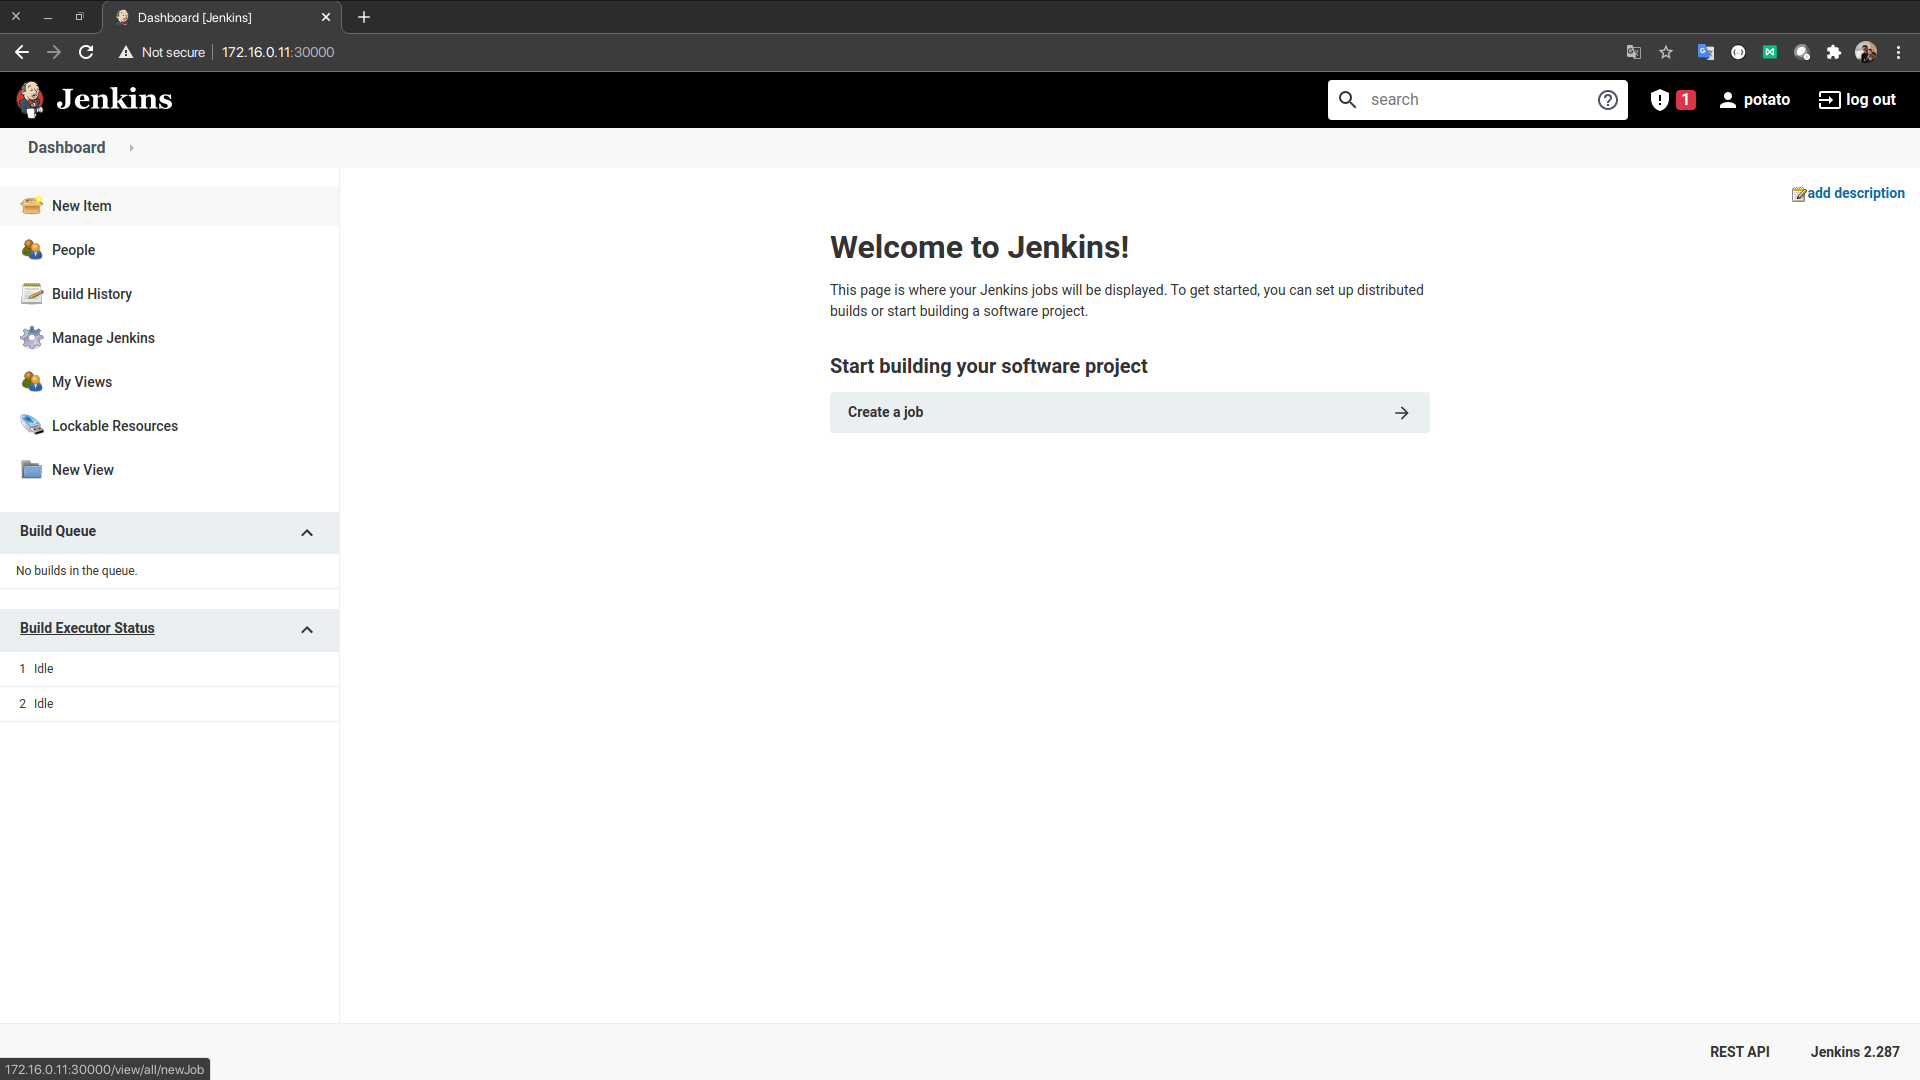 Dashboard [Jenkins]
Not secure
172.16.0.11:30000
Jenkins
search
1
potato
log out
Dashboard
New Item
People
Build History
Manage Jenkins
My Views
Lockable Resources
New View
Build Queue
No builds in the queue.
Build Executor Status
1 Idle
2 Idle
add description
Welcome to Jenkins!
This page is where your Jenkins jobs will be displayed. To get started, you can set up distributed
builds or start building a software project.
Start building your software project
Create a job
REST API
Jenkins 2.287
172.16.0.11:30000/view/all/newJob